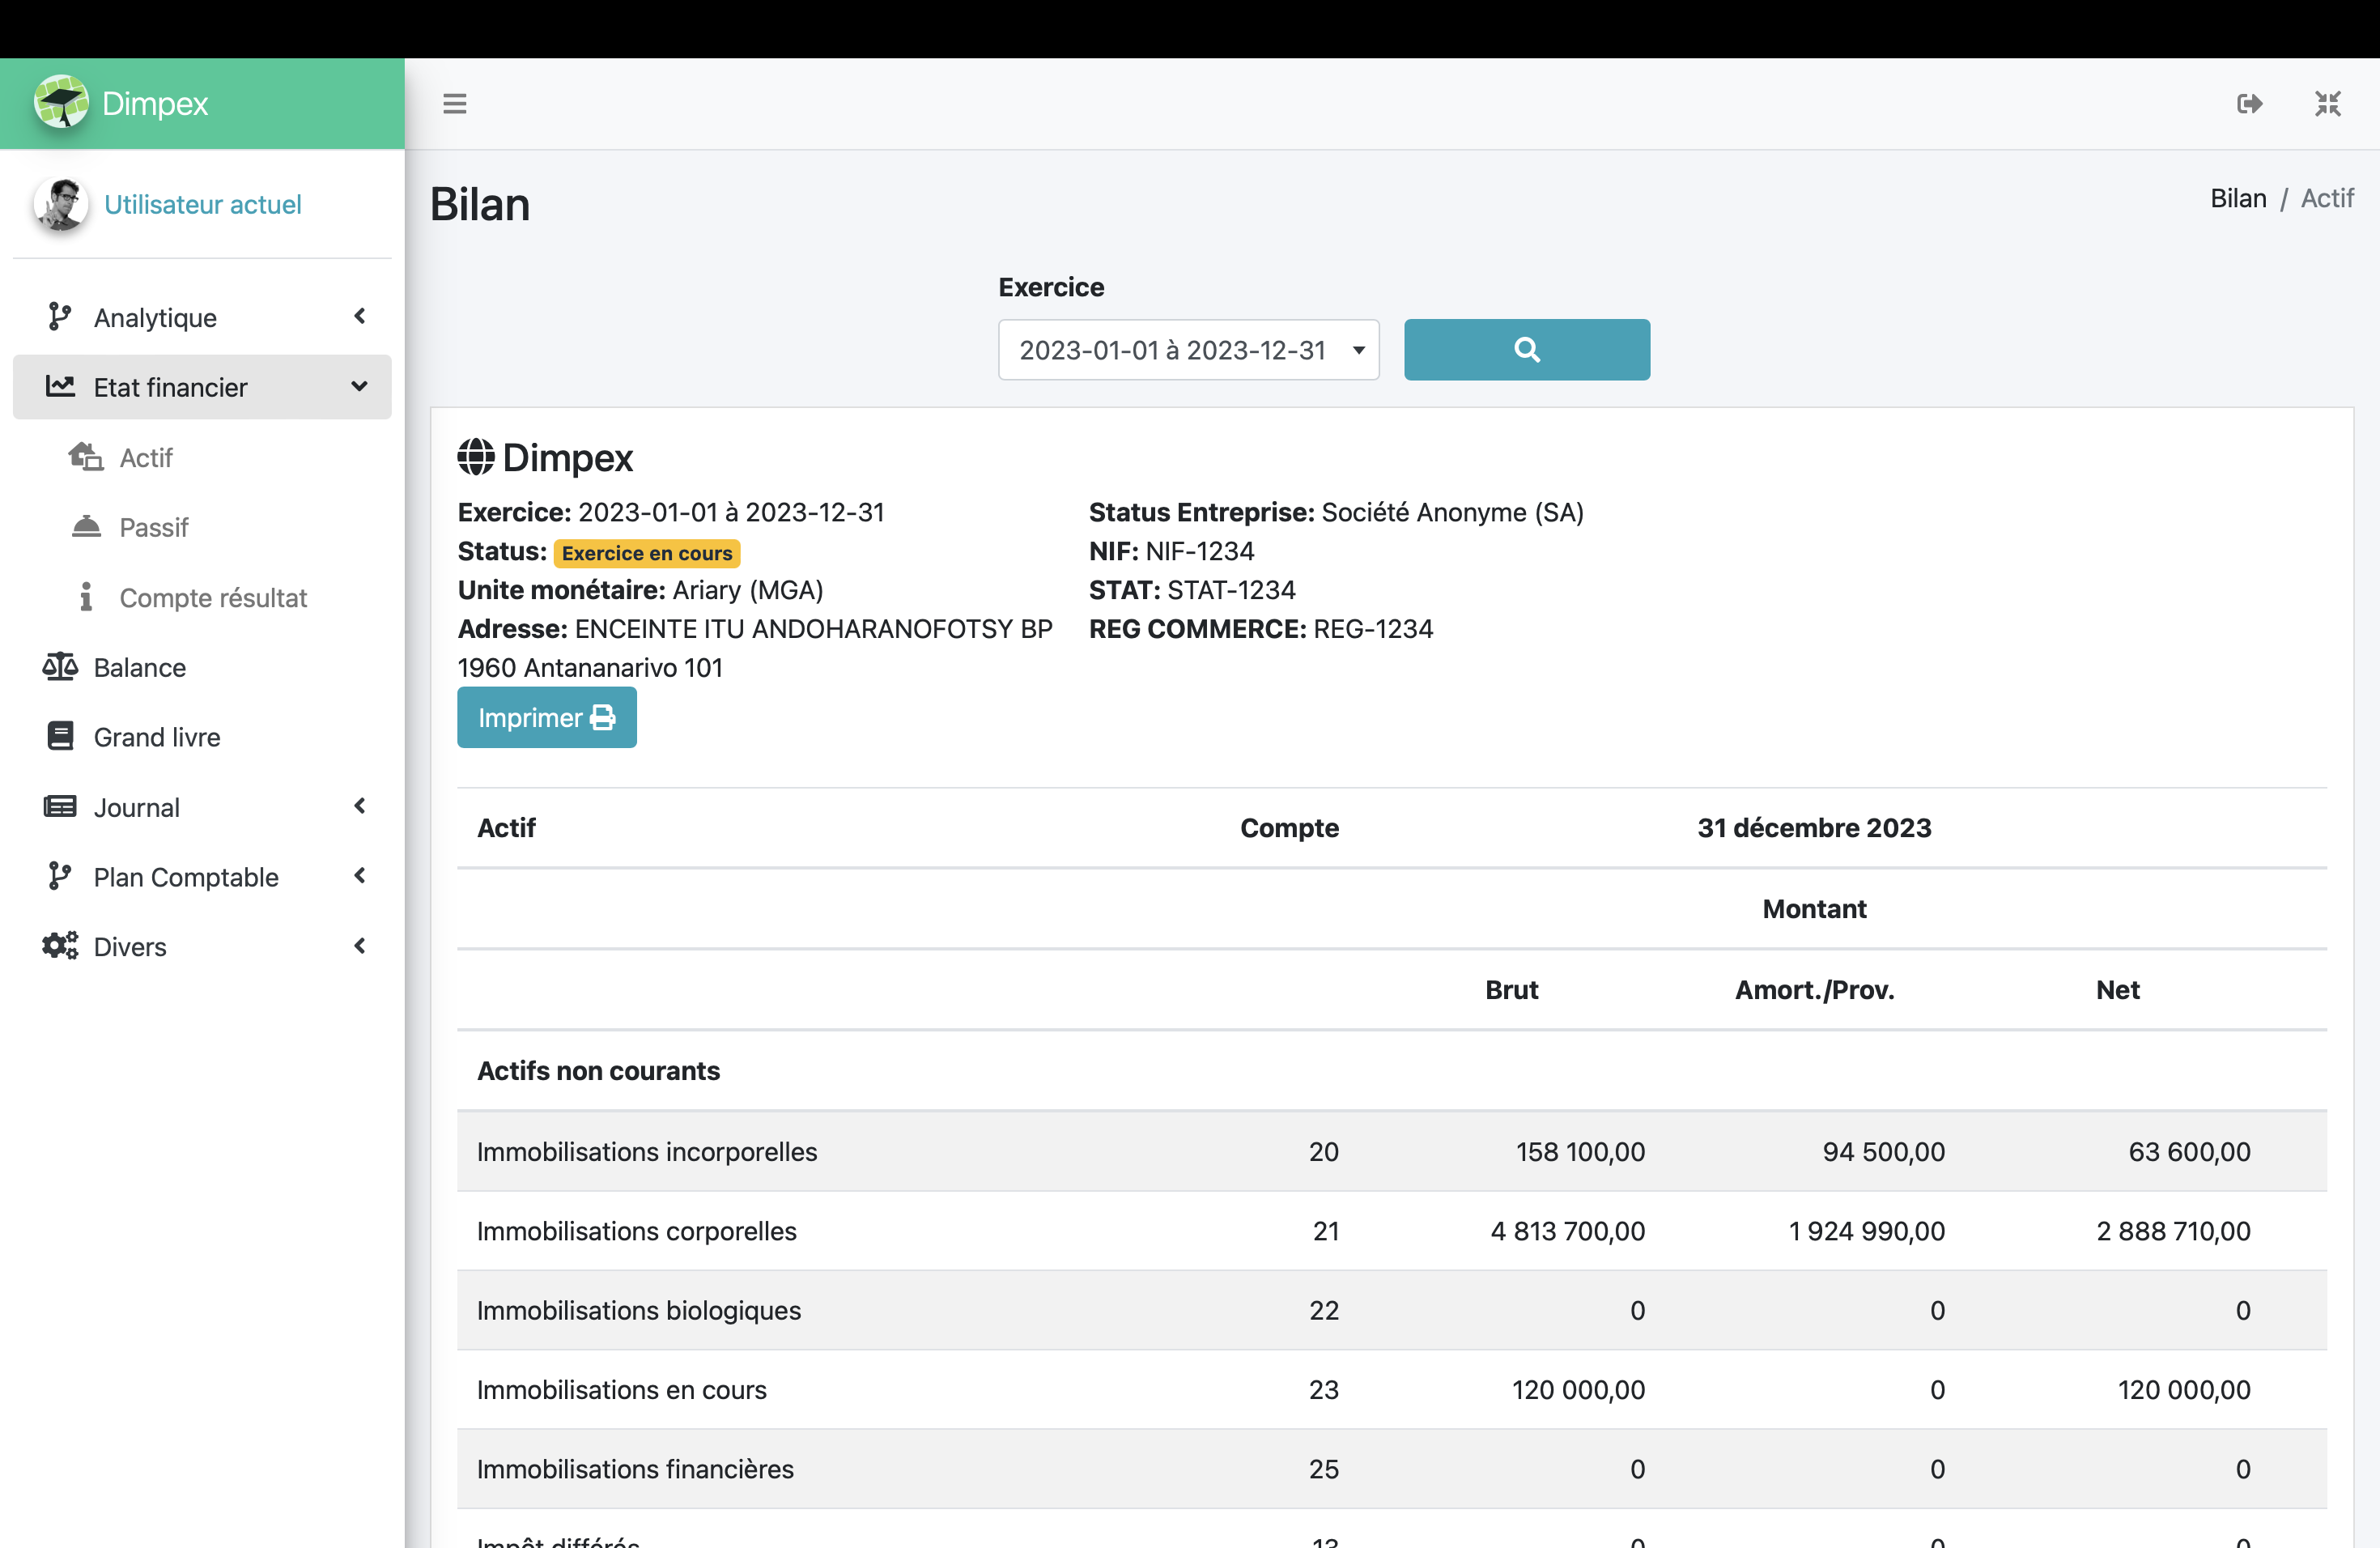 Dimpex
Utilisateur actuel
Analytique
Etat financier
Actif
Passif
Compte résultat
Balance
Grand livre
Journal
Plan Comptable
Divers
Bilan
Bilan / Actif
Exercice
2023-01-01 à 2023-12-31
Dimpex
Exercice: 2023-01-01 à 2023-12-31
Status: Exercice en cours
Unite monétaire: Ariary (MGA)
Adresse: ENCEINTE ITU ANDOHARANOFOTSY BP
1960 Antananarivo 101
Status Entreprise: Société Anonyme (SA)
NIF: NIF-1234
STAT: STAT-1234
REG COMMERCE: REG-1234
Imprimer
Actif Compte 31 décembre 2023
Montant
Brut Amort./Prov. Net
Actifs non courants
Immobilisations incorporelles 20 158 100,00 94 500,00 63 600,00
Immobilisations corporelles 21 4 813 700,00 1 924 990,00 2 888 710,00
Immobilisations biologiques 22 0 0 0
Immobilisations en cours 23 120 000,00 0 120 000,00
Immobilisations financières 25 0 0 0
Impôt différés 13 0 0 0